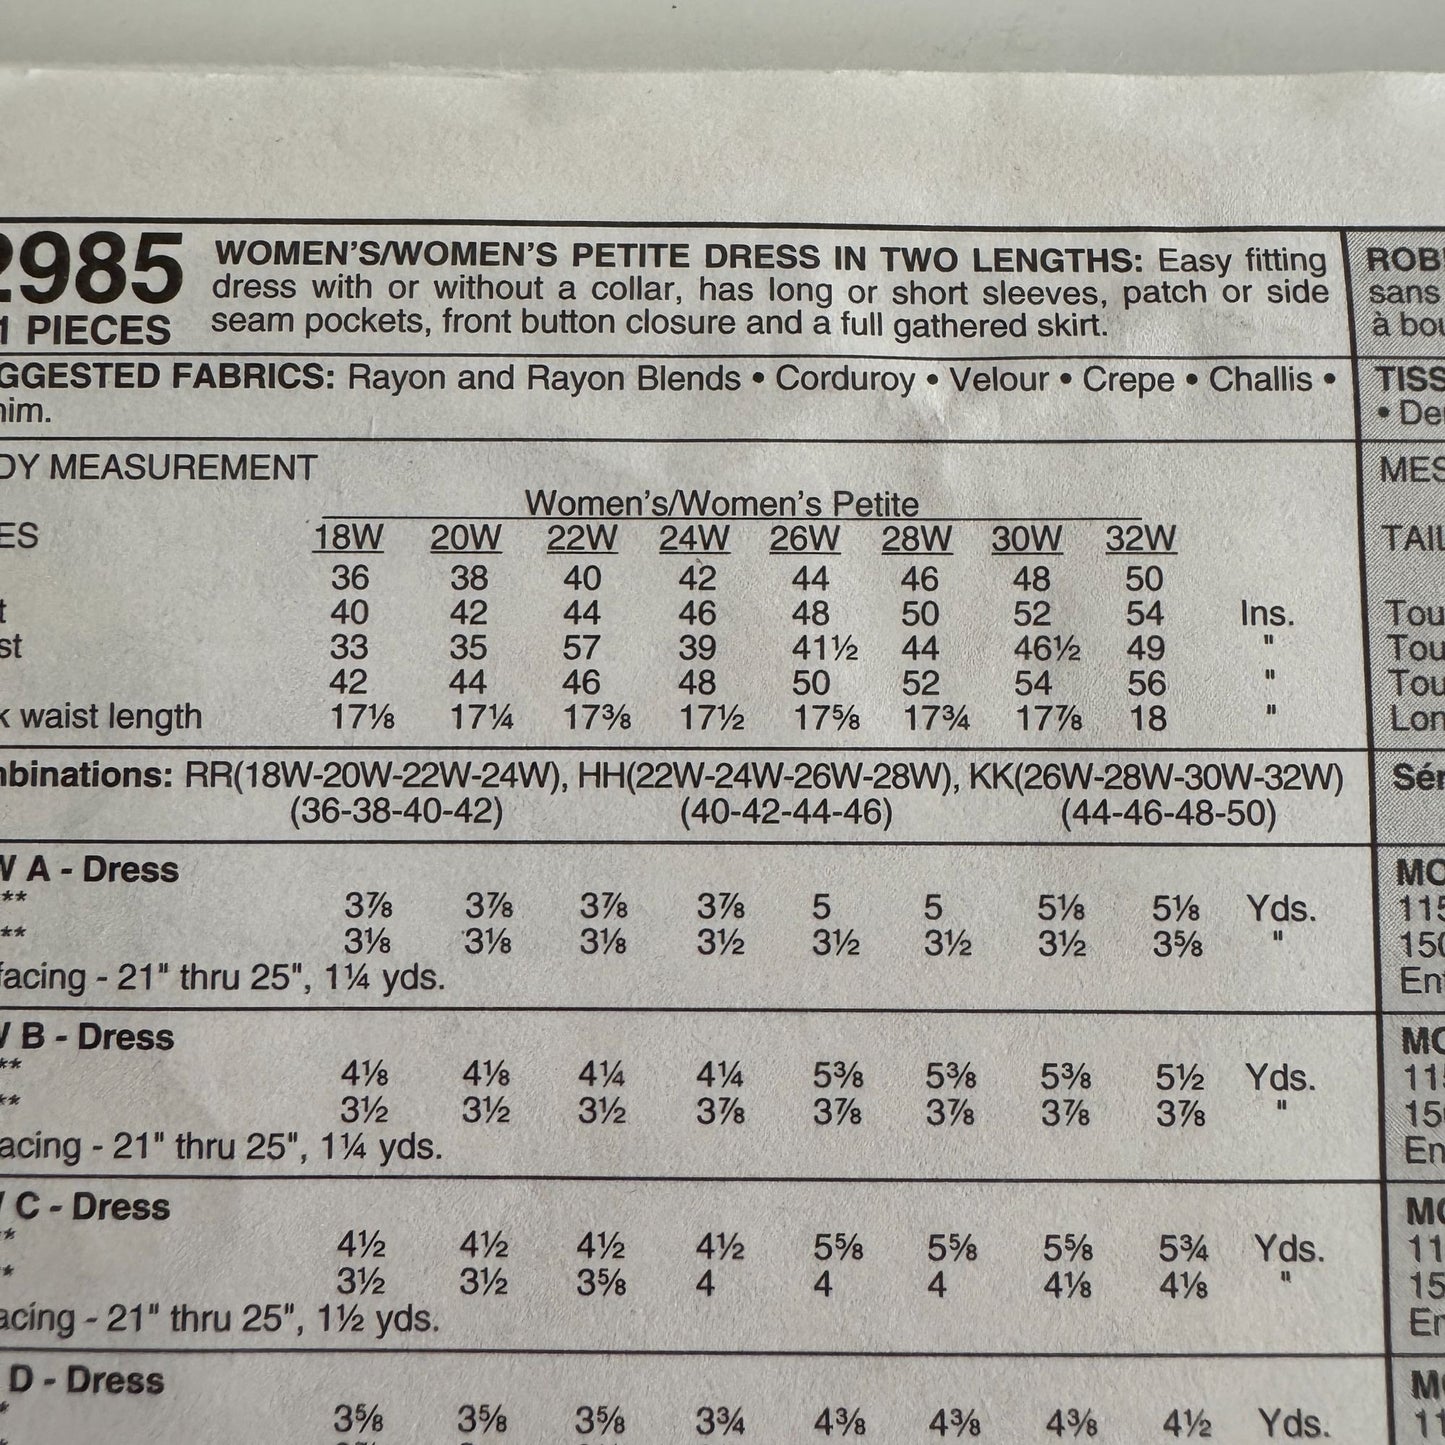 2985 WOMEN'S/WOMEN'S PETITE DRESS IN TWO LENGTHS: Easy fitting
dress with or without a collar, has long or short sleeves, patch or side
1 PIECES seam pockets, front button closure and a full gathered skirt.
GGESTED FABRICS: Rayon and Rayon Blends • Corduroy • Velour • Crepe • Challis •
nim.
DY MEASUREMENT
Women's/Women's Petite
ES 18W 20W 22W 24W 26W 28W 30W 32W
36 38 40 42 44 46 48 50
t 40 42 44 46 48 50 52 54 Ins.
st 33 35 57 39 41½ 44 46½ 49 "
42 44 46 48 50 52 54 56 "
k waist length 17⅛ 17¼ 17⅜ 17½ 17⅝ 17¾ 17⅞ 18 "
mbinations: RR(18W-20W-22W-24W), HH(22W-24W-26W-28W), KK(26W-28W-30W-32W)
(36-38-40-42) (40-42-44-46) (44-46-48-50)
W A - Dress
** 3⅞ 3⅞ 3⅞ 3⅞ 5 5 5⅛ 5⅛ Yds.
** 3⅛ 3⅛ 3⅛ 3½ 3½ 3½ 3½ 3⅝ "
facing - 21" thru 25", 1¼ yds.
W B - Dress
** 4⅛ 4⅛ 4¼ 4¼ 5⅜ 5⅜ 5⅜ 5½ Yds.
** 3½ 3½ 3½ 3⅞ 3⅞ 3⅞ 3⅞ 3⅞ "
acing - 21" thru 25", 1¼ yds.
C - Dress
* 4½ 4½ 4½ 4½ 5⅝ 5⅝ 5⅝ 5¾ Yds.
* 3½ 3½ 3⅝ 4 4 4 4⅛ 4⅛ "
acing - 21" thru 25", 1½ yds.
D - Dress
* 3⅝ 3⅝ 3⅝ 3¾ 4⅜ 4⅜ 4⅜ 4½ Yds.
ROB
sans
à bou
TISS
• De
MES
TAIL
Tou
Tou
Tou
Lon
Sér
MO
115
150
Ent
MO
115
150
En
MO
11
15
En
MO
11